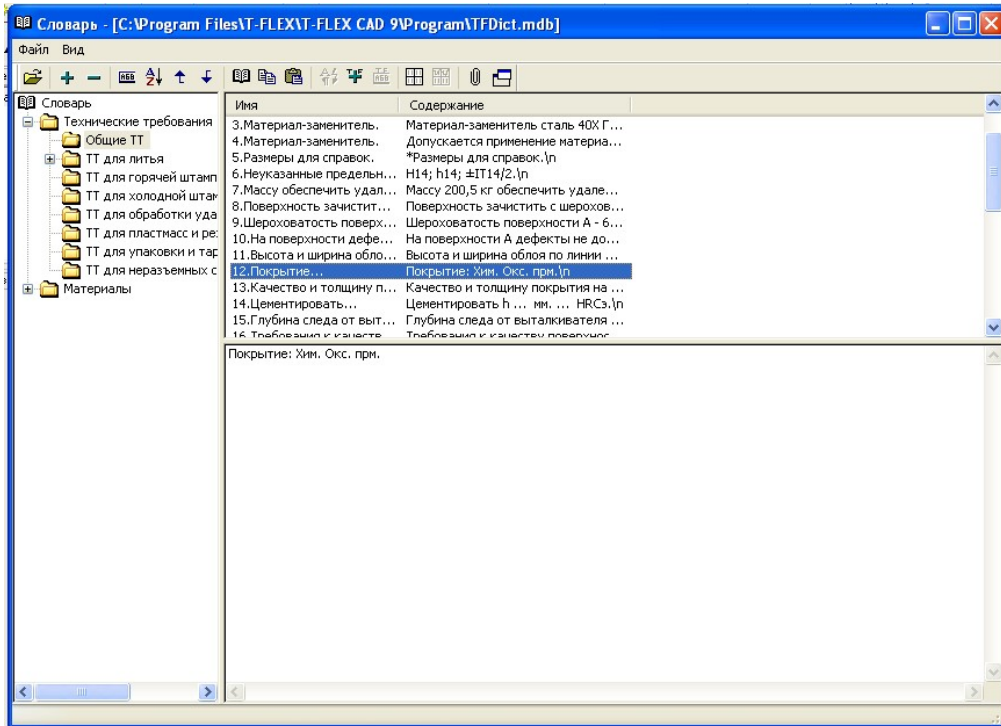 Словарь - [C:\Program Files\T-FLEX\T-FLEX CAD 9\Program\TFDict.mdb]
Файл Вид
Словарь
Технические требования
Общие ТТ
ТТ для литья
ТТ для горячей штамп
ТТ для холодной штам
ТТ для обработки уда
ТТ для пластмасс и ре
ТТ для упаковки и тар
ТТ для неразъемных с
Материалы
Имя Содержание
3.Материал-заменитель. Материал-заменитель сталь 40Х Г...
4.Материал-заменитель. Допускается применение материа...
5.Размеры для справок. *Размеры для справок.\n
6.Неуказанные предельн... H14; h14; ±IT14/2.\n
7.Массу обеспечить удал... Массу 200,5 кг обеспечить удале...
8.Поверхность зачистит... Поверхность зачистить с шерохов...
9.Шероховатость поверх... Шероховатость поверхности А - 6...
10.На поверхности дефе... На поверхности А дефекты не до...
11.Высота и ширина обло... Высота и ширина облоя по линии ...
12.Покрытие... Покрытие: Хим. Окс. прм.\n
13.Качество и толщину п... Качество и толщину покрытия на ...
14.Цементировать... Цементировать h ... мм. ... HRCэ.\n
15.Глубина следа от выт... Глубина следа от выталкивателя ...
16.Требования к качеств... Требования к качеству поверхнос...
Покрытие: Хим. Окс. прм.